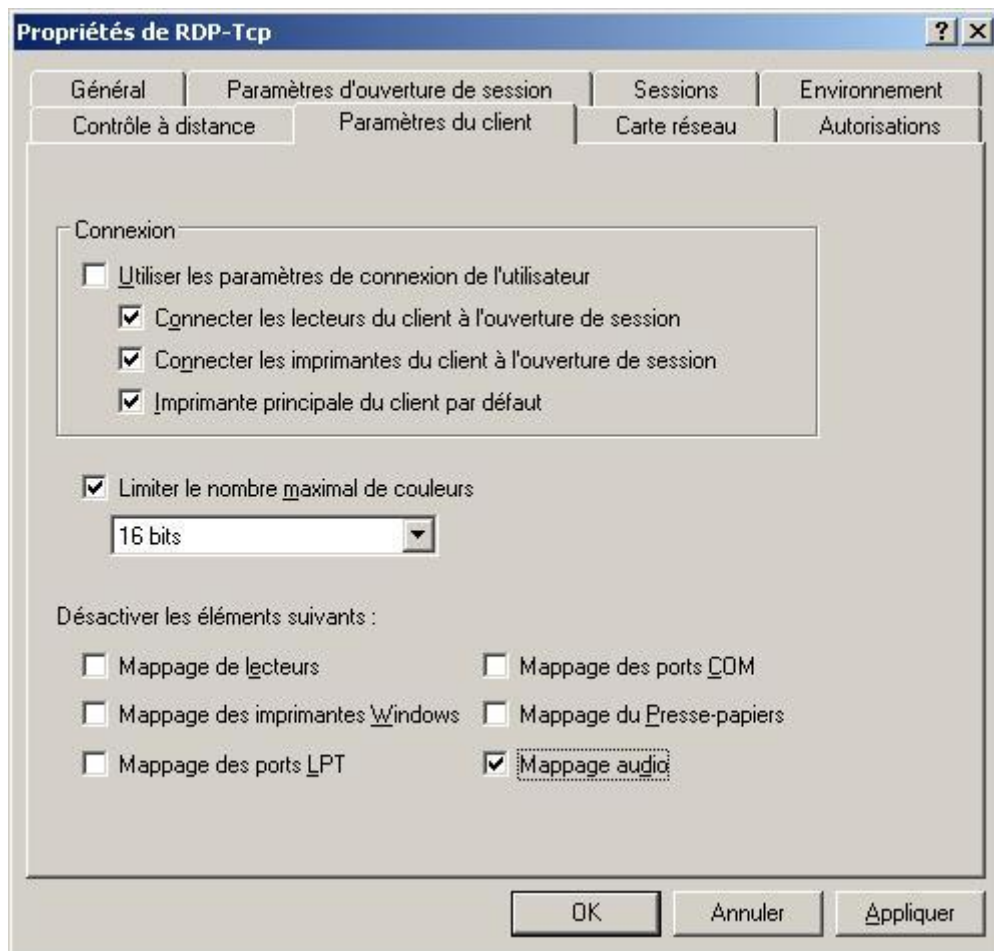 Propriétés de RDP-Tcp
Général Paramètres d'ouverture de session Sessions Environnement
Contrôle à distance Paramètres du client Carte réseau Autorisations
Connexion
Utiliser les paramètres de connexion de l'utilisateur
Connecter les lecteurs du client à l'ouverture de session
Connecter les imprimantes du client à l'ouverture de session
Imprimante principale du client par défaut
Limiter le nombre maximal de couleurs
16 bits
Désactiver les éléments suivants :
Mappage de lecteurs Mappage des ports COM
Mappage des imprimantes Windows Mappage du Presse-papiers
Mappage des ports LPT Mappage audio
OK Annuler Appliquer